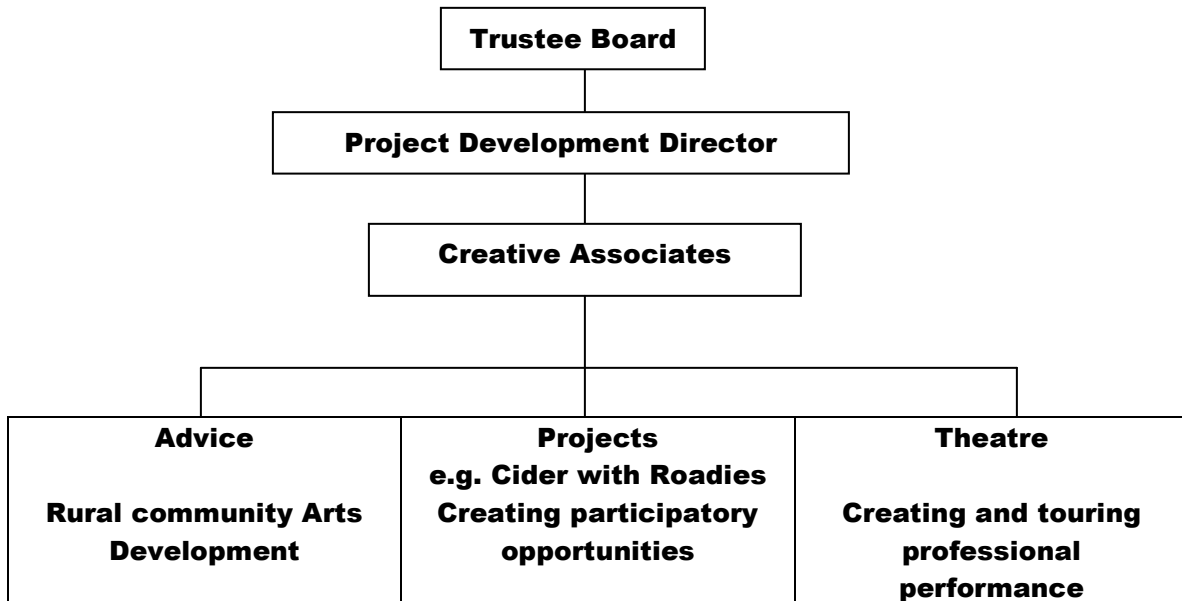 Trustee Board
Project Development Director
Creative Associates
Advice
Rural community Arts
Development
Projects
e.g. Cider with Roadies
Creating participatory
opportunities
Theatre
Creating and touring
professional
performance